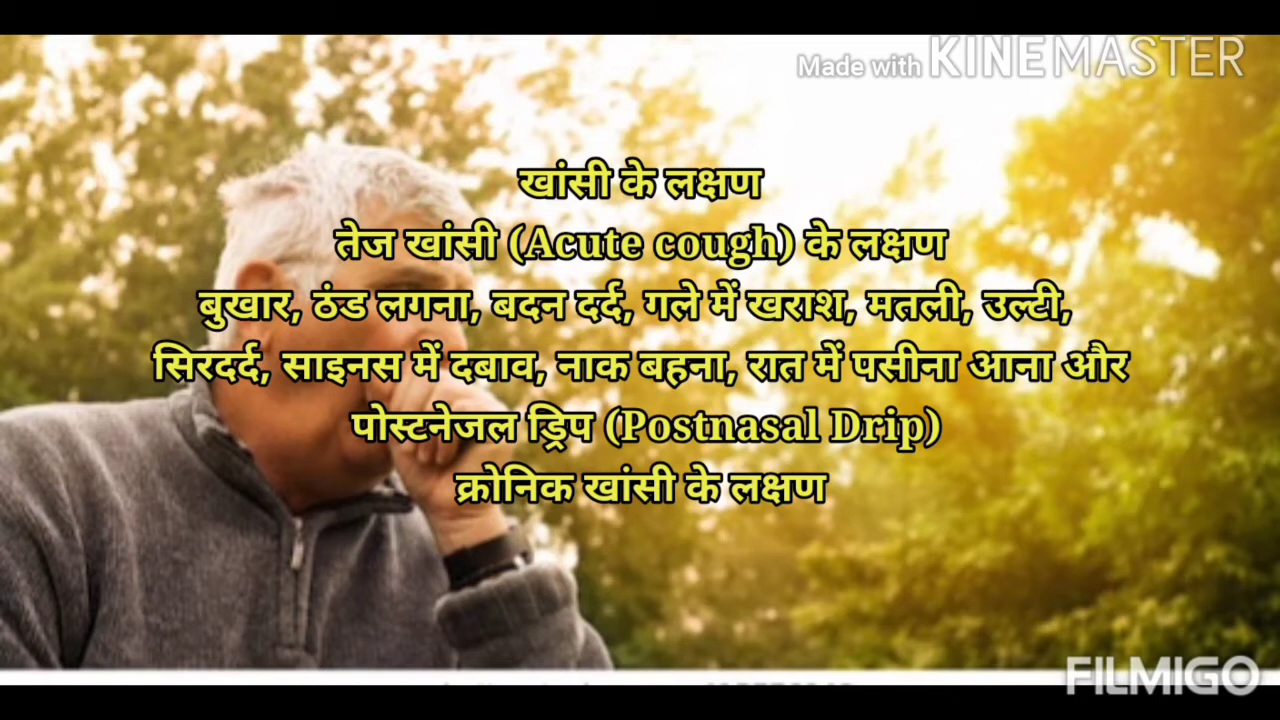 Made with KINEMASTER
खांसी के लक्षण
तेज खांसी (Acute cough) के लक्षण
बुखार, ठंड लगना, बदन दर्द, गले में खराश, मतली, उल्टी,
सिरदर्द, साइनस में दबाव, नाक बहना, रात में पसीना आना और
पोस्टनेजल ड्रिप (Postnasal Drip)
क्रोनिक खांसी के लक्षण
FILMIGO